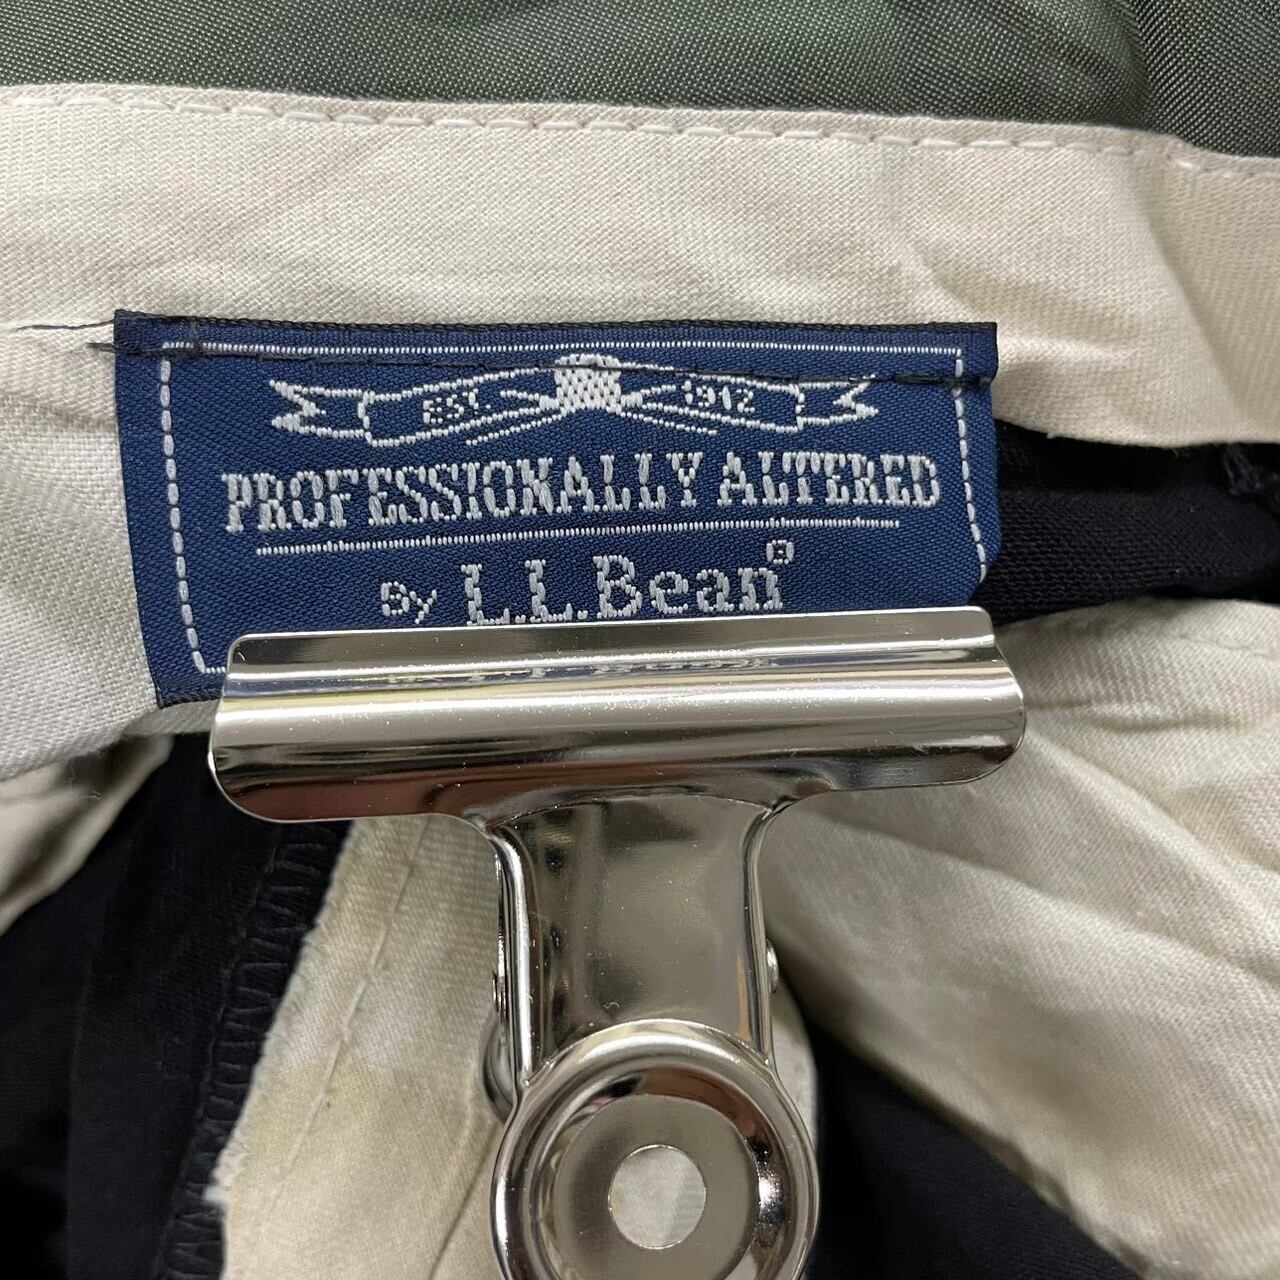 EST. 1912
PROFESSIONALLY ALTERED
By L.L.Bean®